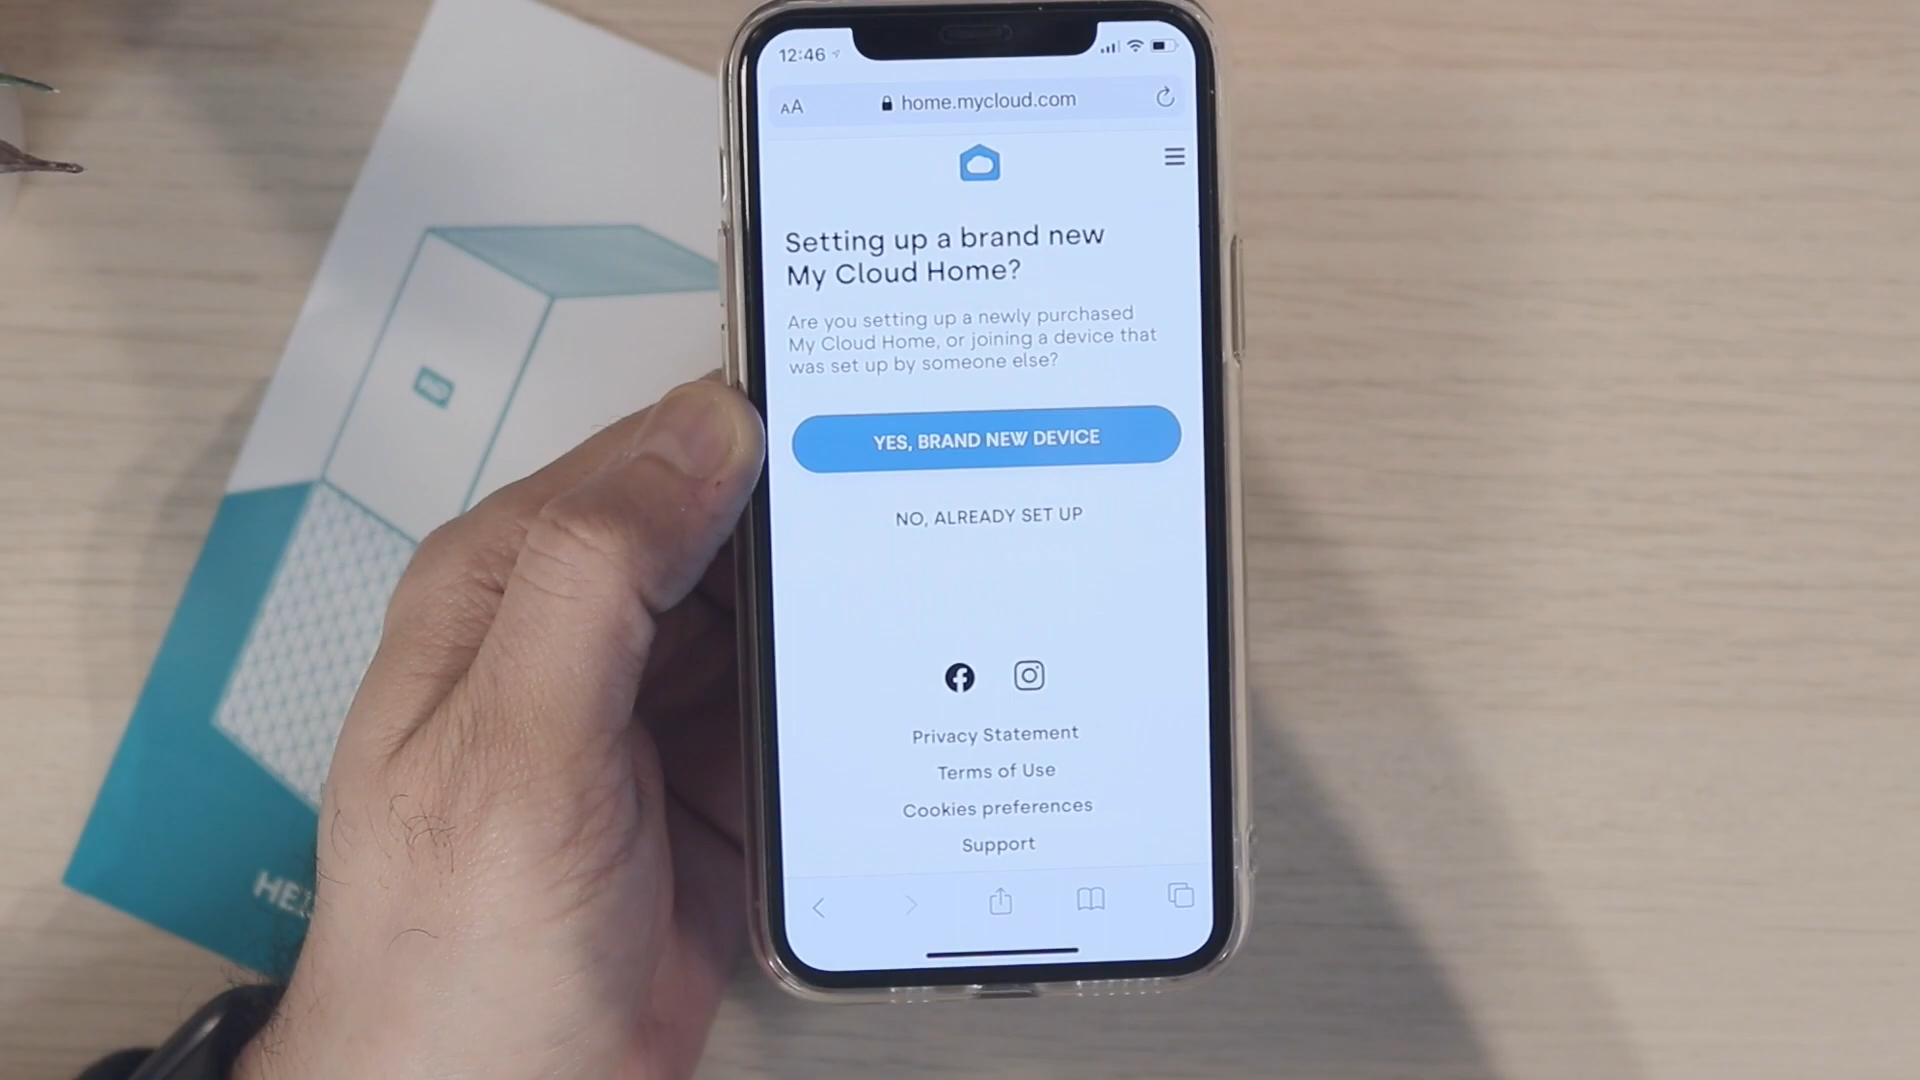 12:46
AA home.mycloud.com
Setting up a brand new
My Cloud Home?
Are you setting up a newly purchased
My Cloud Home, or joining a device that
was set up by someone else?
YES, BRAND NEW DEVICE
NO, ALREADY SET UP
Privacy Statement
Terms of Use
Cookies preferences
Support
WD